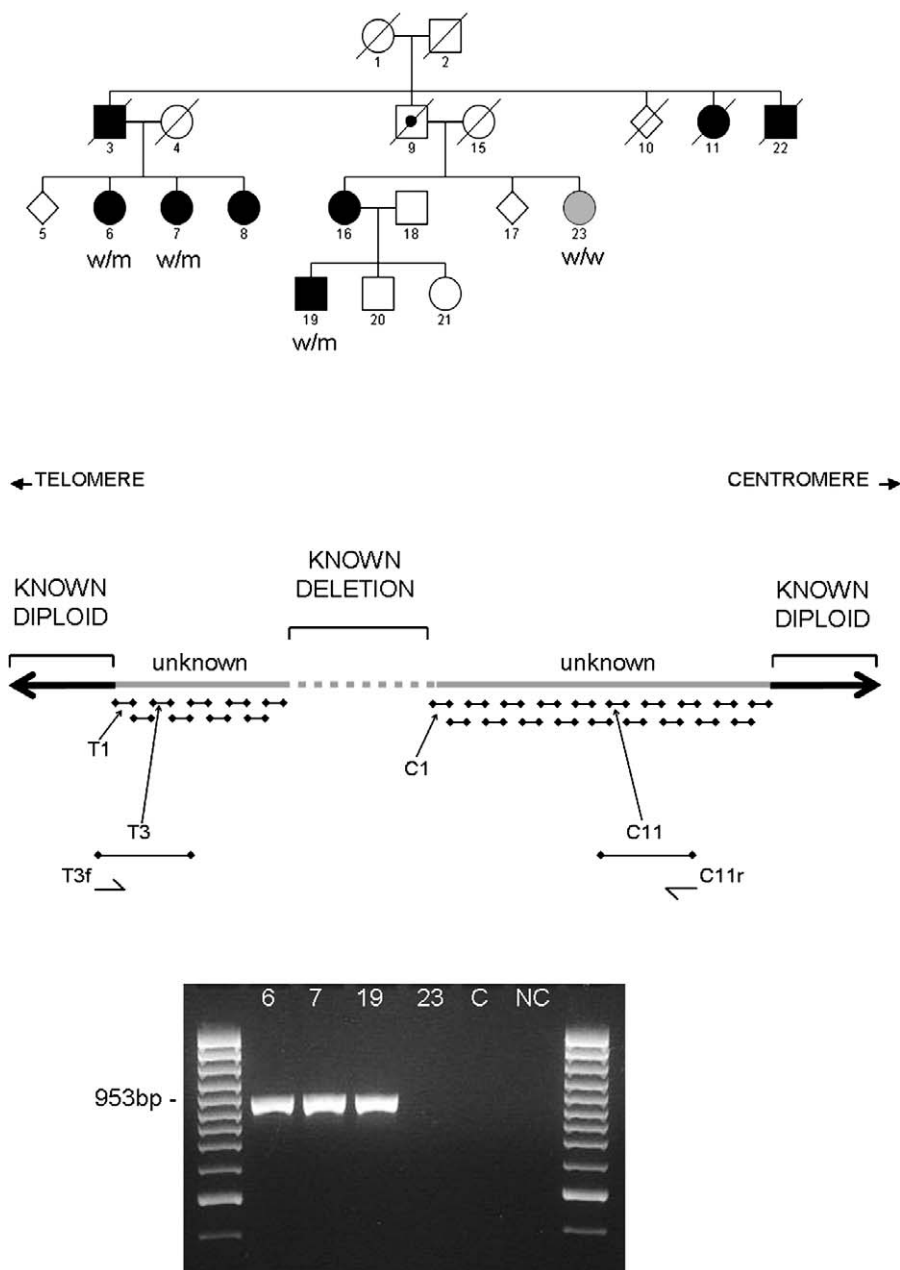 1 2
3 4 9 15 10 11 22
5 6 7 8 16 18 17 23
w/m w/m w/w
19 20 21
w/m
TELOMERE CENTROMERE
KNOWN DIPLOID KNOWN DELETION KNOWN DIPLOID
unknown unknown
T1 C1
T3 C11
T3f C11r
6 7 19 23 C NC
953bp -